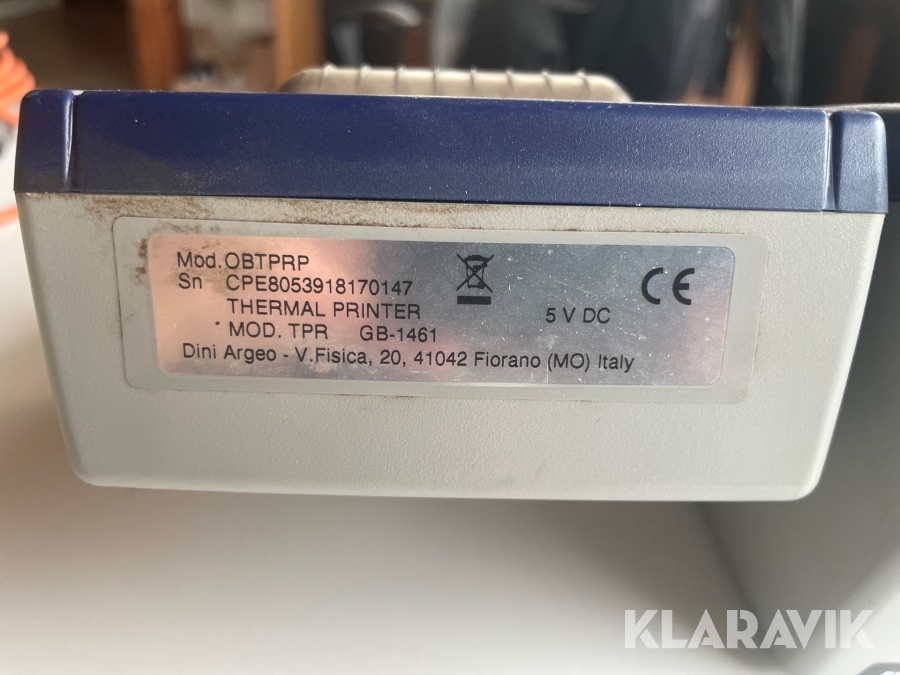 Mod.OBTPRP
Sn CPE8053918170147
THERMAL PRINTER 5 V DC
MOD. TPR GB-1461
Dini Argeo - V.Fisica, 20, 41042 Fiorano (MO) Italy
CE
KLARAVIK